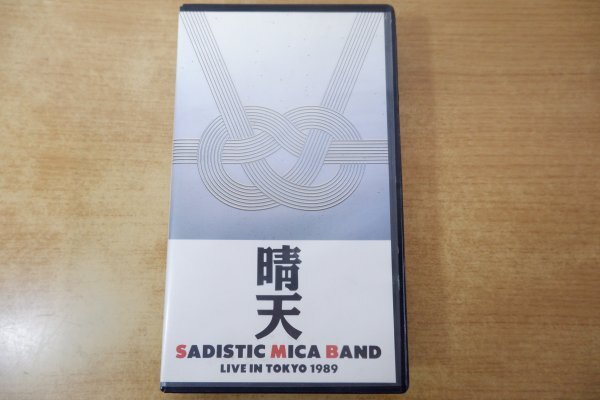 晴天
SADISTIC MICA BAND
LIVE IN TOKYO 1989